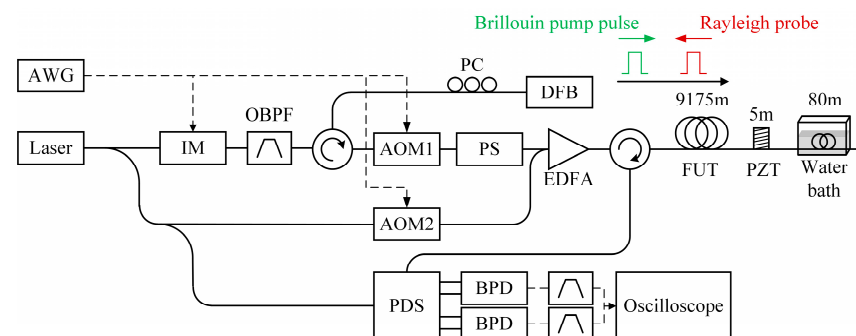 Brillouin pump pulse
Rayleigh probe
AWG
PC
DFB
9175m
5m
80m
OBPF
Laser
IM
AOM1
PS
EDFA
FUT
PZT
Water
bath
AOM2
PDS
BPD
BPD
Oscilloscope